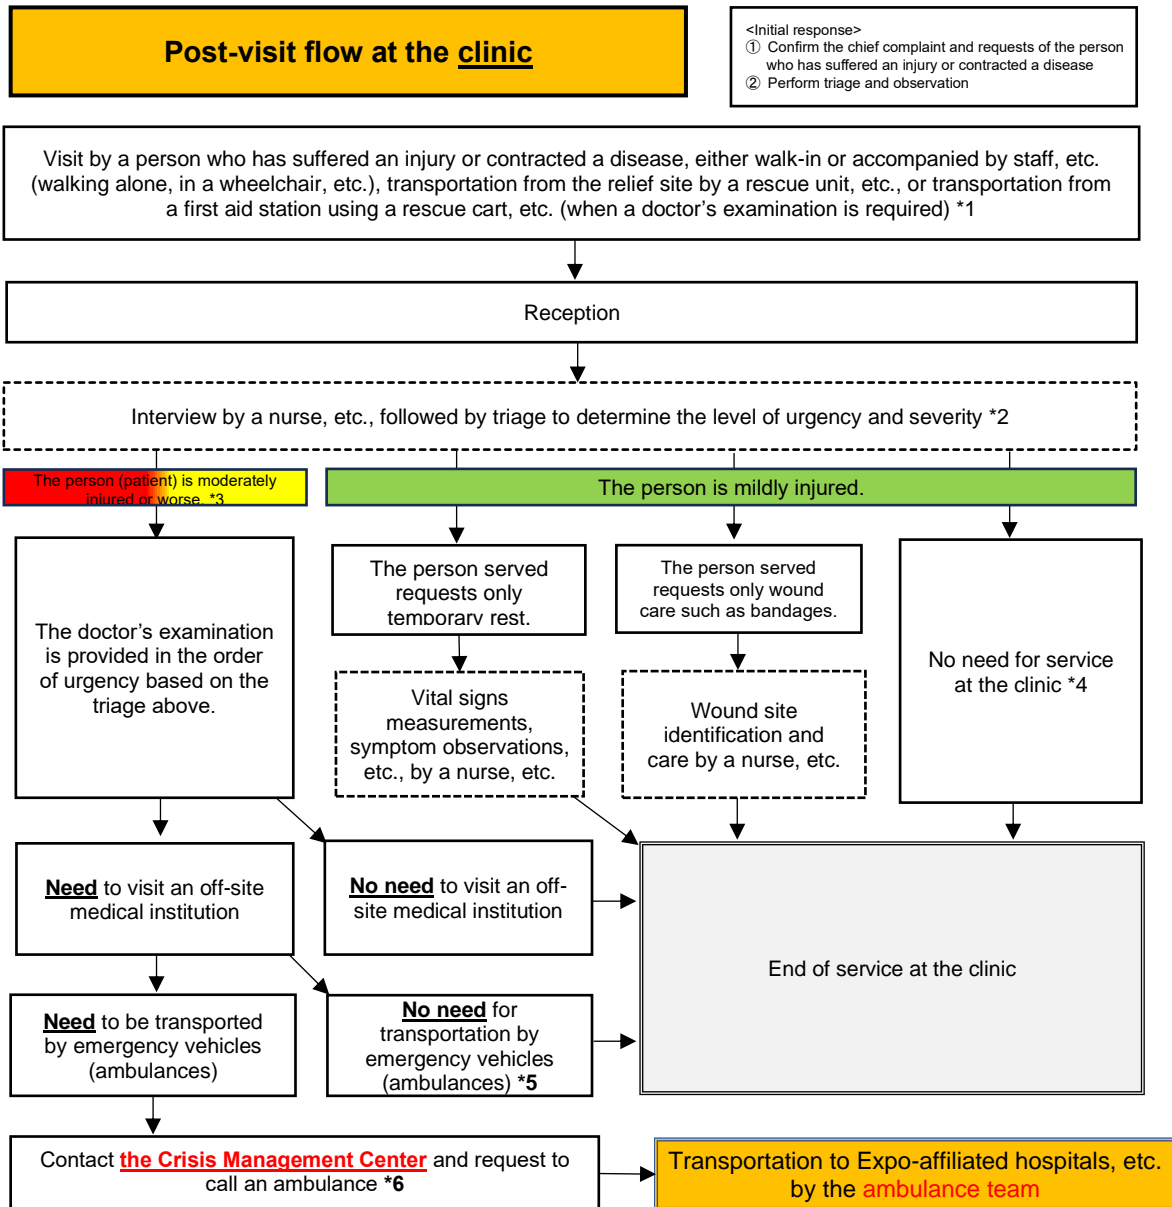 Post-visit flow at the clinic
<Initial response>
① Confirm the chief complaint and requests of the person
who has suffered an injury or contracted a disease
② Perform triage and observation
Visit by a person who has suffered an injury or contracted a disease, either walk-in or accompanied by staff, etc.
(walking alone, in a wheelchair, etc.), transportation from the relief site by a rescue unit, etc., or transportation from
a first aid station using a rescue cart, etc. (when a doctor’s examination is required) *1
Reception
Interview by a nurse, etc., followed by triage to determine the level of urgency and severity *2
The person (patient) is moderately
injured or worse. *3
The person is mildly injured.
The doctor’s examination
is provided in the order
of urgency based on the
triage above.
The person served
requests only
temporary rest.
The person served
requests only wound
care such as bandages.
No need for service
at the clinic *4
Vital signs
measurements,
symptom observations,
etc., by a nurse, etc.
Wound site
identification and
care by a nurse, etc.
Need to visit an off-site
medical institution
No need to visit an off-
site medical institution
End of service at the clinic
Need to be transported
by emergency vehicles
(ambulances)
No need for
transportation by
emergency vehicles
(ambulances) *5
Contact the Crisis Management Center and request to
call an ambulance *6
Transportation to Expo-affiliated hospitals, etc.
by the ambulance team